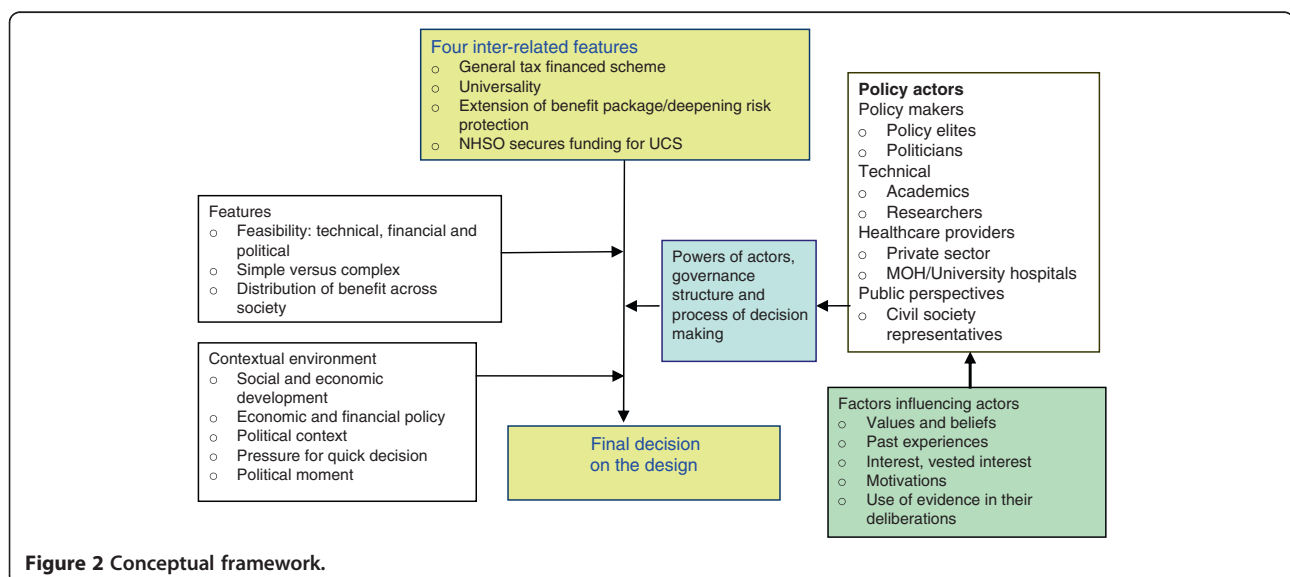 Four inter-related features
○ General tax financed scheme
○ Universality
○ Extension of benefit package/deepening risk
protection
○ NHSO secures funding for UCS
Features
○ Feasibility: technical, financial and
political
○ Simple versus complex
○ Distribution of benefit across
society
Contextual environment
○ Social and economic
development
○ Economic and financial policy
○ Political context
○ Pressure for quick decision
○ Political moment
Powers of actors,
governance
structure and
process of decision
making
Policy actors
Policy makers
○ Policy elites
○ Politicians
Technical
○ Academics
○ Researchers
Healthcare providers
○ Private sector
○ MOH/University hospitals
Public perspectives
○ Civil society
representatives
Factors influencing actors
○ Values and beliefs
○ Past experiences
○ Interest, vested interest
○ Motivations
○ Use of evidence in their
deliberations
Final decision
on the design
Figure 2 Conceptual framework.